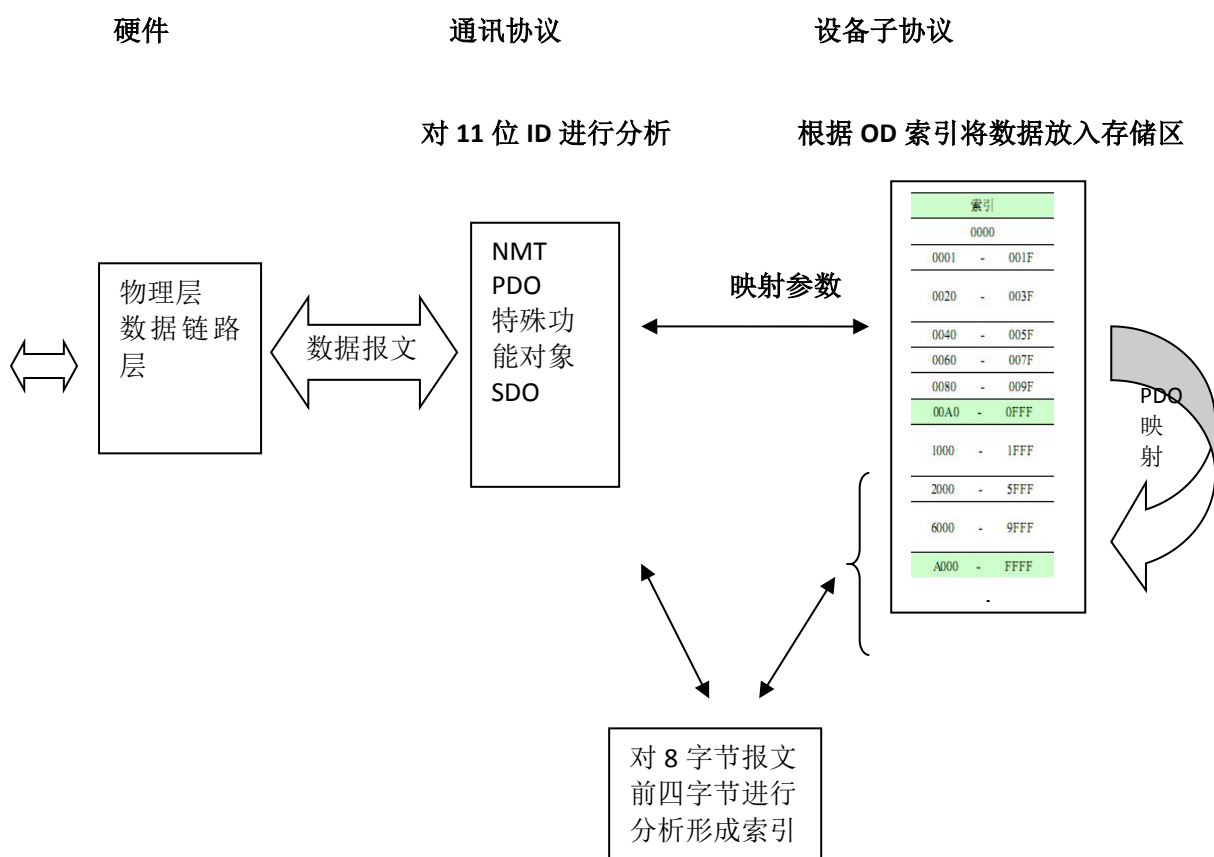 硬件
通讯协议
设备子协议
对 11 位 ID 进行分析
根据 OD 索引将数据放入存储区
物理层
数据链路
层
数据报文
NMT
PDO
特殊功
能对象
SDO
映射参数
索引
0000
0001 - 001F
0020 - 003F
0040 - 005F
0060 - 007F
0080 - 009F
00A0 - 0FFF
1000 - 1FFF
2000 - 5FFF
6000 - 9FFF
A000 - FFFF
-
PDO
映
射
对 8 字节报文
前四字节进行
分析形成索引